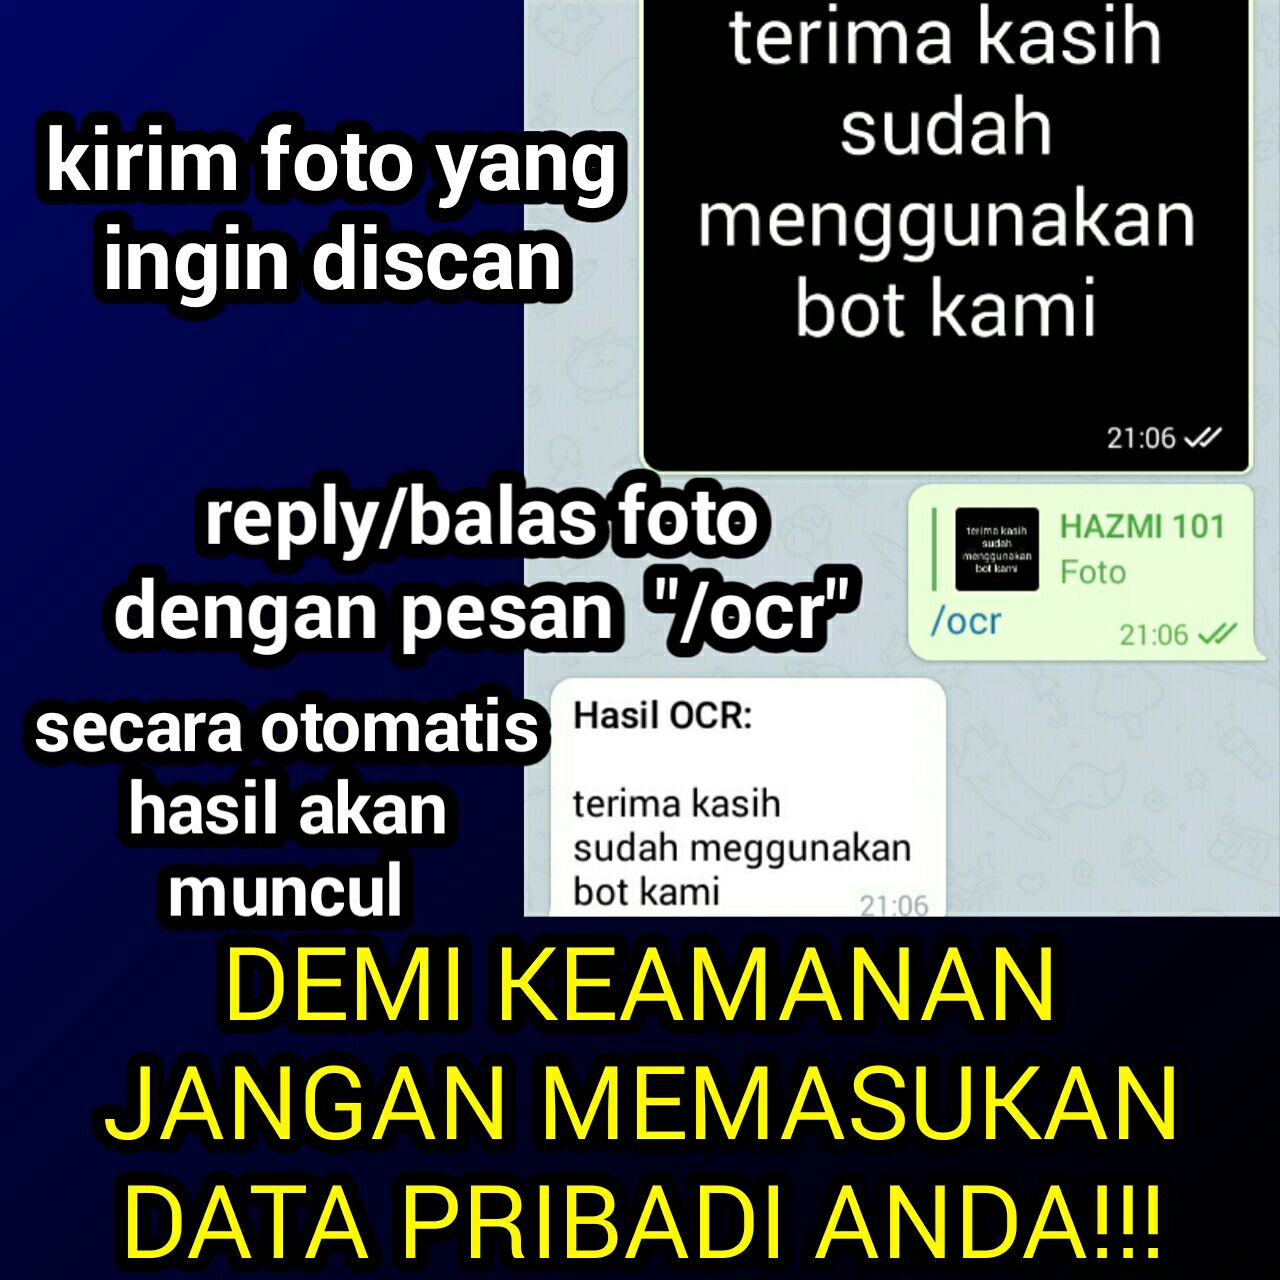 terima kasih
sudah
menggunakan
bot kami
21:06
kirim foto yang
ingin discan
reply/balas foto
dengan pesan "/ocr"
terima kasih
sudah
menggunakan
bot kami
HAZMI 101
Foto
/ocr
21:06
secara otomatis
hasil akan
muncul
Hasil OCR:
terima kasih
sudah meggunakan
bot kami
21:06
DEMI KEAMANAN
JANGAN MEMASUKAN
DATA PRIBADI ANDA!!!